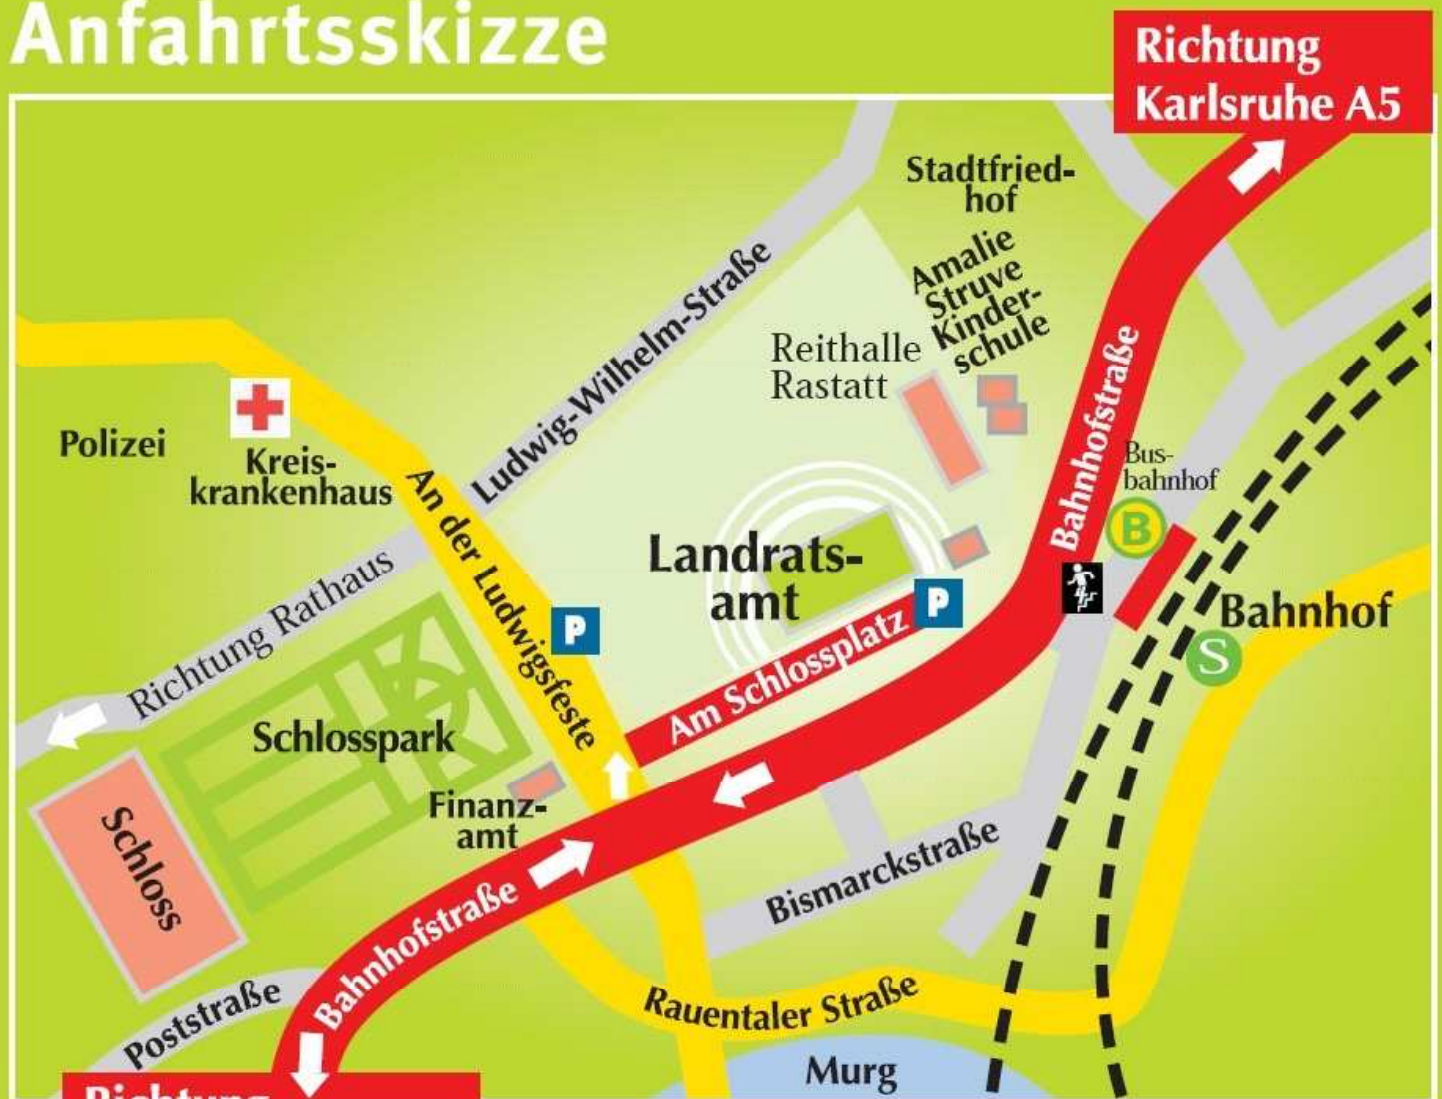 Anfahrtsskizze
Richtung
Karlsruhe A5
Stadtfried-
hof
Amalie
Struve
Kinder-
schule
Reithalle
Rastatt
Ludwig-Wilhelm-Straße
Bahnhofstraße
Polizei
Kreis-
krankenhaus
Bus-
bahnhof
B
An der Ludwigsfeste
Landrats-
amt
P
P
Richtung Rathaus
Bahnhof
S
Am Schlossplatz
Schlosspark
Finanz-
amt
Schloss
Bismarckstraße
Bahnhofstraße
Rauentaler Straße
Poststraße
Murg
Richtung